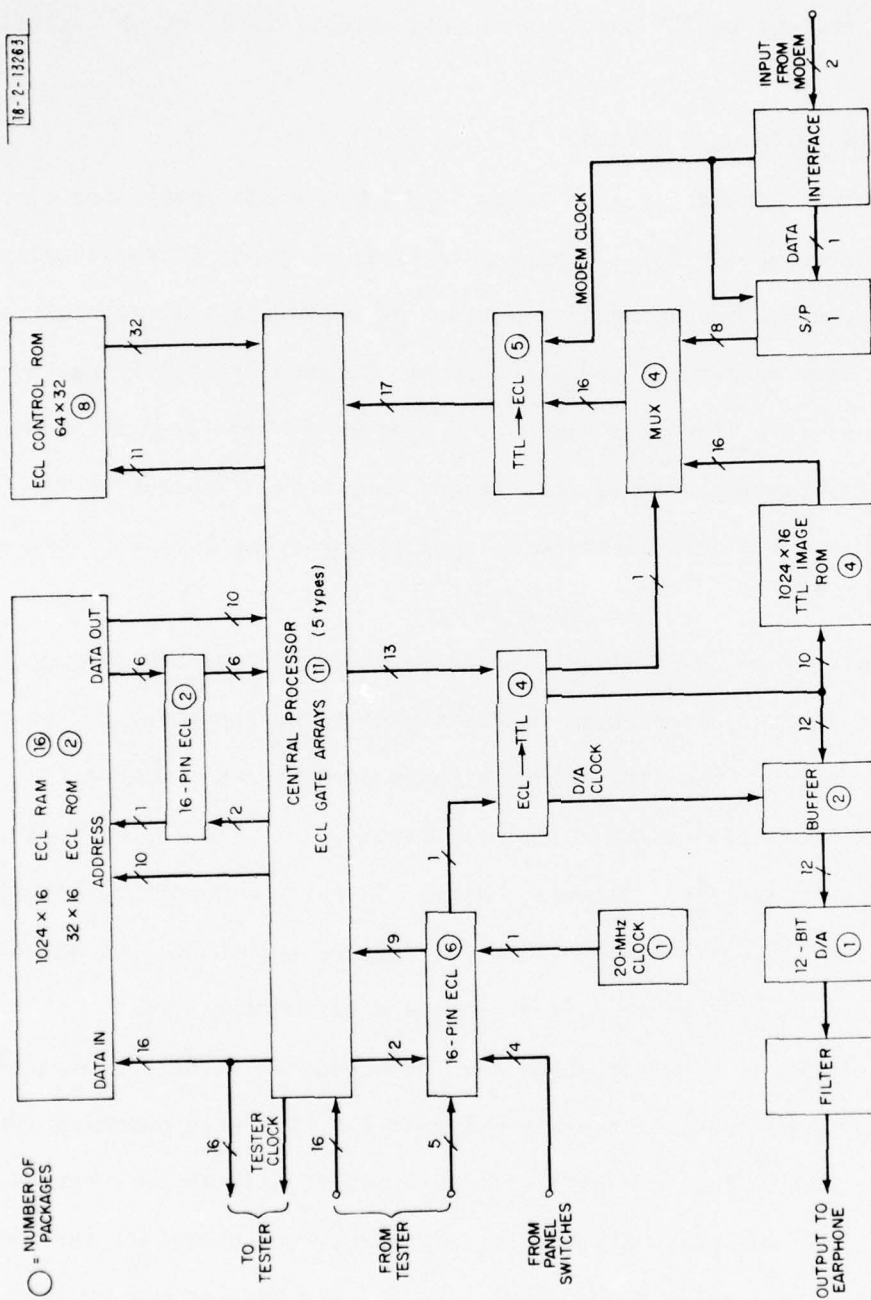 18-2-13263
◯ = NUMBER OF
PACKAGES
1024 × 16 ECL RAM ⑯
32 × 16 ECL ROM ②
DATA IN
ADDRESS
DATA OUT
ECL CONTROL ROM
64 × 32
⑧
16
16
10
1
6
10
11
32
16-PIN ECL ②
2
6
TO
TESTER
TESTER
CLOCK
CENTRAL PROCESSOR
ECL GATE ARRAYS ⑪ (5 types)
FROM
TESTER
16
5
2
9
13
17
FROM
PANEL
SWITCHES
4
16-PIN ECL ⑥
1
1
20-MHz
CLOCK
①
ECL → TTL ④
D/A
CLOCK
1
TTL → ECL ⑤
MODEM CLOCK
16
MUX ④
8
16
1024 × 16
TTL IMAGE
ROM
④
10
12
S/P
1
DATA
1
INTERFACE
INPUT
FROM
MODEM
2
OUTPUT TO
EARPHONE
FILTER
12-BIT
D/A
①
12
BUFFER
②